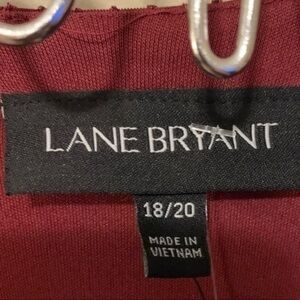 LANE BRYANT
18/20
MADE IN
VIETNAM